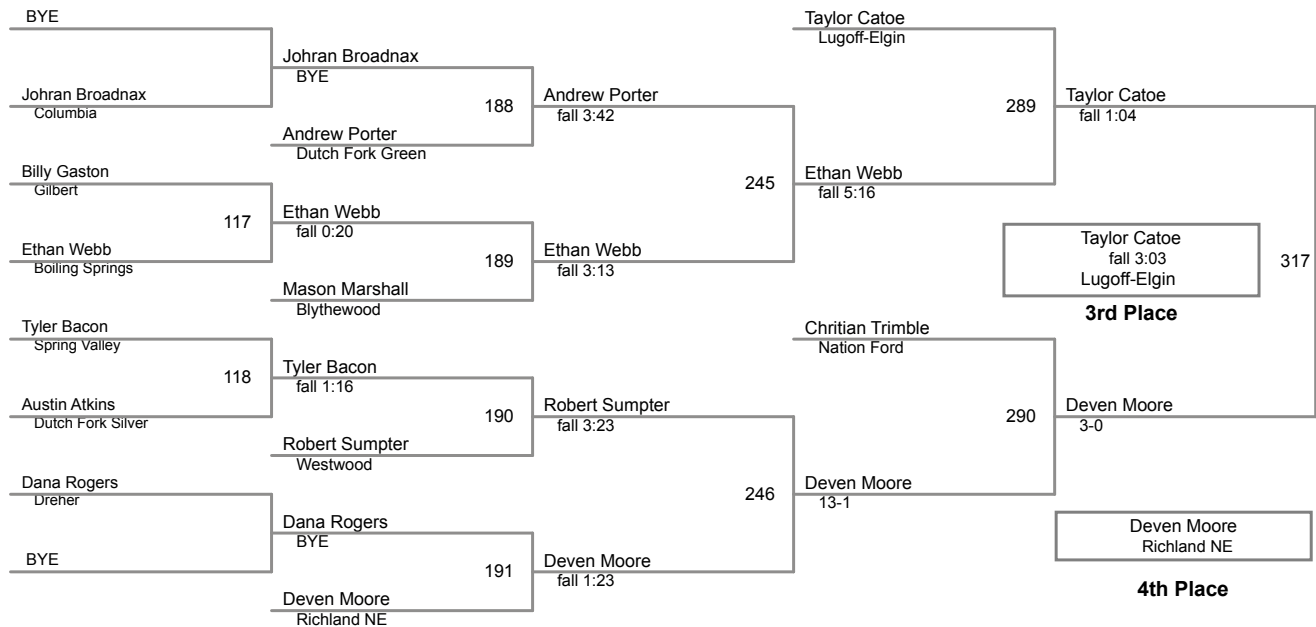 BYE
Taylor Catoe
Lugoff-Elgin
Johran Broadnax
BYE
Johran Broadnax
Columbia
188
Andrew Porter
fall 3:42
289
Taylor Catoe
fall 1:04
Andrew Porter
Dutch Fork Green
Billy Gaston
Gilbert
245
Ethan Webb
fall 5:16
117
Ethan Webb
fall 0:20
Ethan Webb
Boiling Springs
189
Ethan Webb
fall 3:13
Taylor Catoe
fall 3:03
Lugoff-Elgin
317
3rd Place
Mason Marshall
Blythewood
Tyler Bacon
Spring Valley
Chritian Trimble
Nation Ford
118
Tyler Bacon
fall 1:16
Austin Atkins
Dutch Fork Silver
190
Robert Sumpter
fall 3:23
290
Deven Moore
3-0
Robert Sumpter
Westwood
Dana Rogers
Dreher
246
Deven Moore
13-1
Dana Rogers
BYE
Deven Moore
Richland NE
4th Place
BYE
191
Deven Moore
fall 1:23
Deven Moore
Richland NE